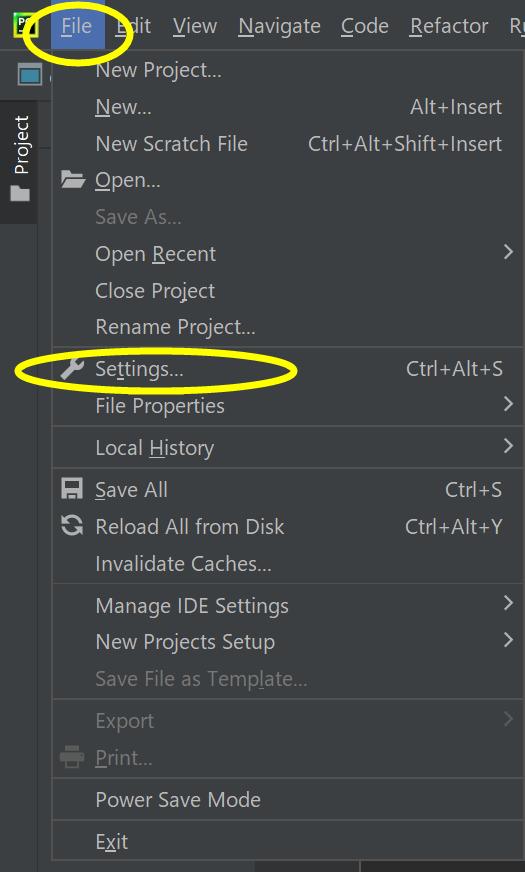 PC File Edit View Navigate Code Refactor
New Project...
New... Alt+Insert
New Scratch File Ctrl+Alt+Shift+Insert
Open...
Save As...
Open Recent
Close Project
Rename Project...
Settings... Ctrl+Alt+S
File Properties
Local History
Save All Ctrl+S
Reload All from Disk Ctrl+Alt+Y
Invalidate Caches...
Manage IDE Settings
New Projects Setup
Save File as Template...
Export
Print...
Power Save Mode
Exit
Project